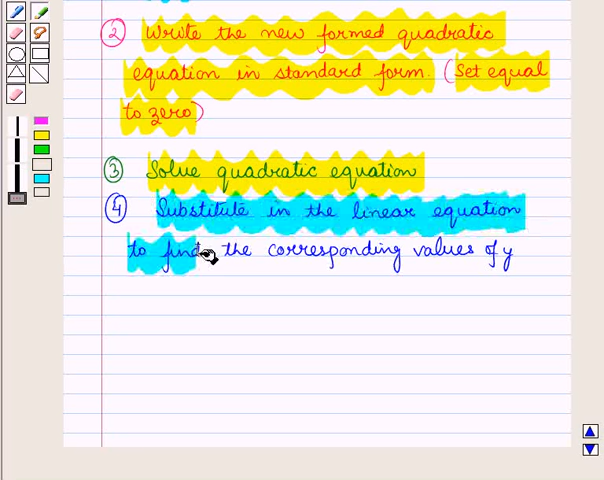 ② Write the new formed quadratic
equation in standard form. (Set equal
to zero)
③ Solve quadratic equation
④ Substitute in the linear equation
to find the corresponding values of y